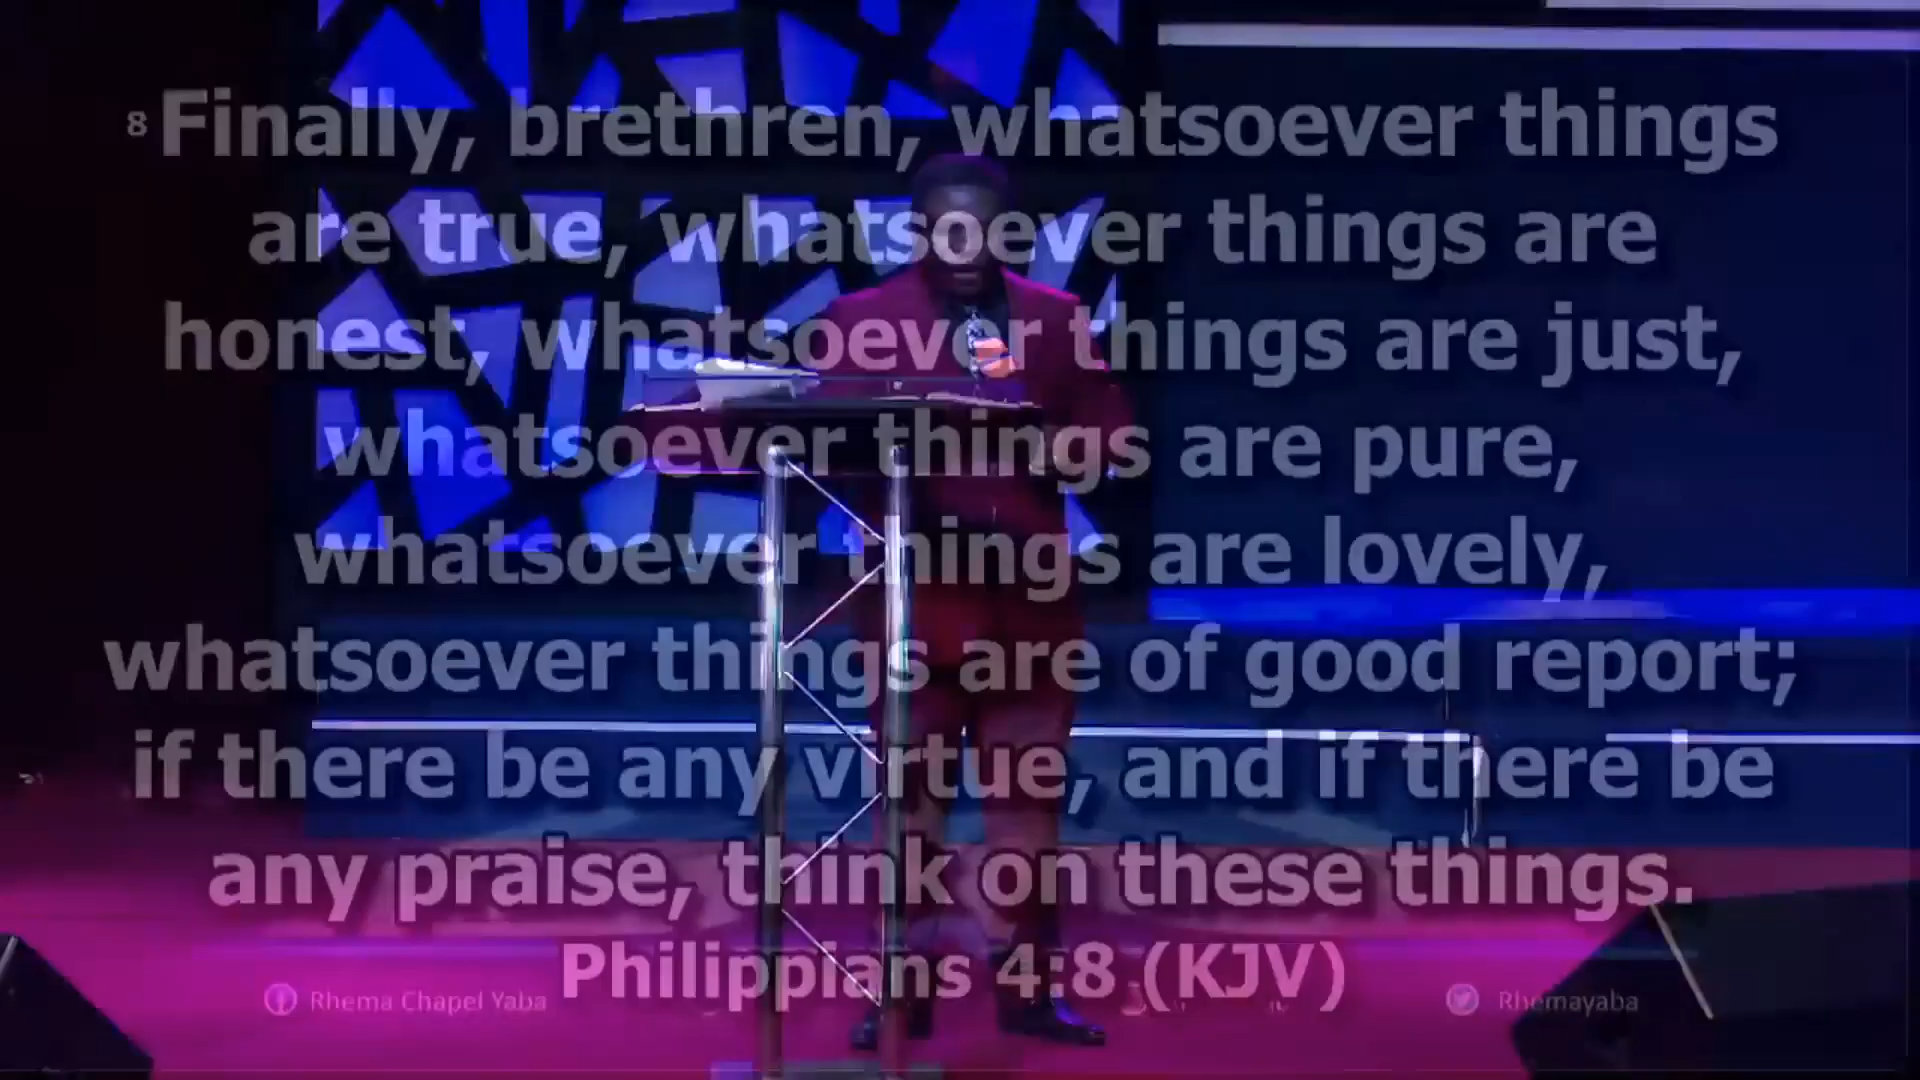 8 Finally, brethren, whatsoever things
are true, whatsoever things are
honest, whatsoever things are just,
whatsoever things are pure,
whatsoever things are lovely,
whatsoever things are of good report;
if there be any virtue, and if there be
any praise, think on these things.
Philippians 4:8 (KJV)
Rhema Chapel Yaba
Rhemayaba